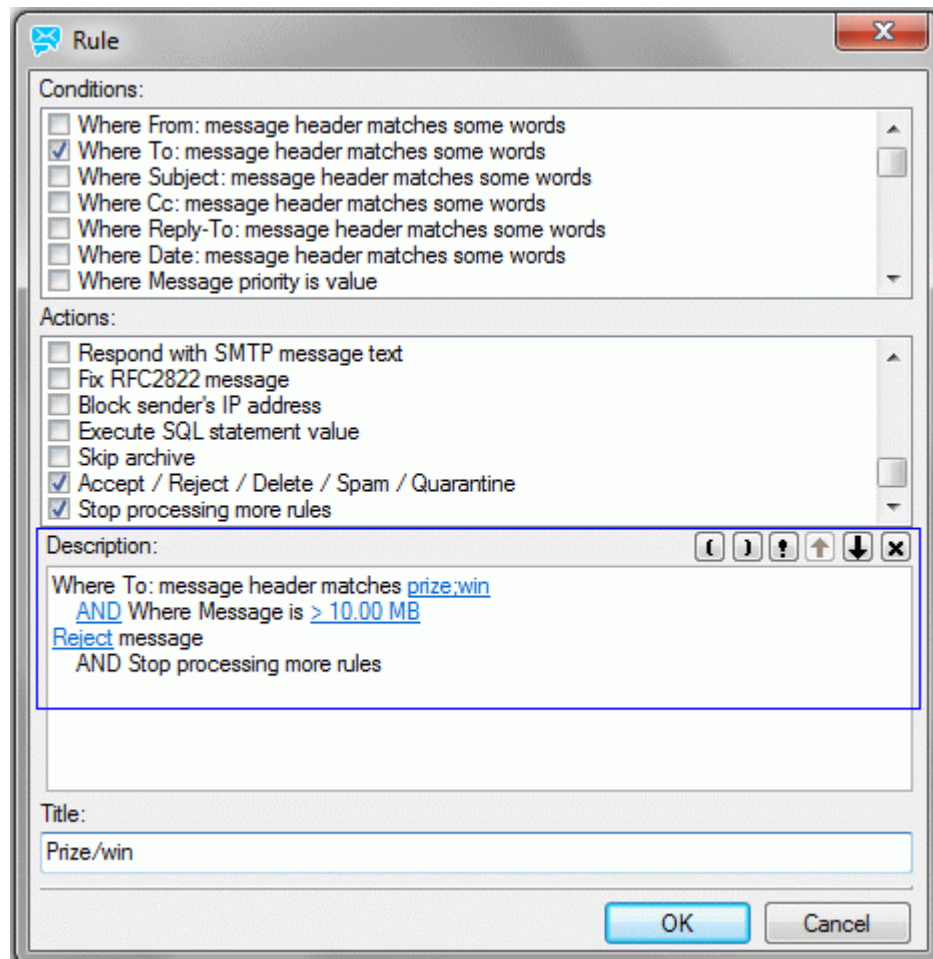 Rule
Conditions:
Where From: message header matches some words
Where To: message header matches some words
Where Subject: message header matches some words
Where Cc: message header matches some words
Where Reply-To: message header matches some words
Where Date: message header matches some words
Where Message priority is value
Actions:
Respond with SMTP message text
Fix RFC2822 message
Block sender's IP address
Execute SQL statement value
Skip archive
Accept / Reject / Delete / Spam / Quarantine
Stop processing more rules
Description: ( ) !
Where To: message header matches prize;win
AND Where Message is > 10.00 MB
Reject message
AND Stop processing more rules
Title:
Prize/win
OK Cancel